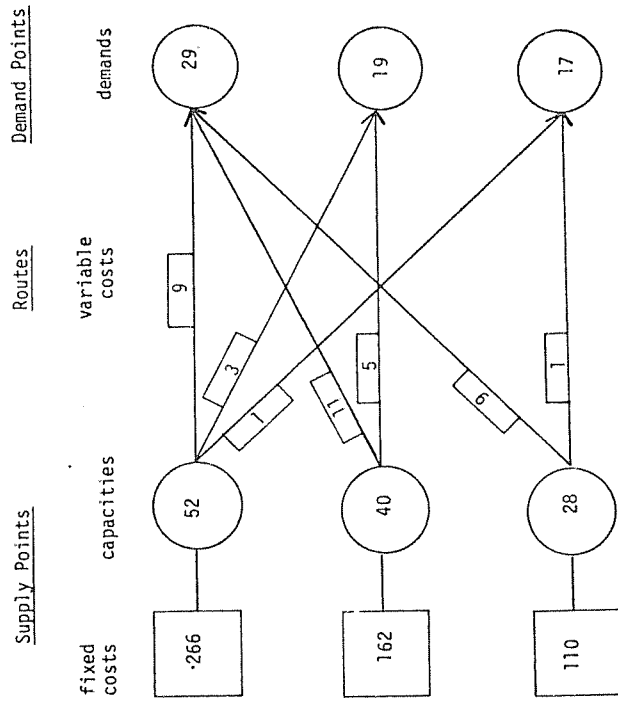 Supply Points
Routes
Demand Points
fixed
costs
capacities
variable
costs
demands
266
52
9
29
3
1
162
40
11
5
19
110
28
9
1
17